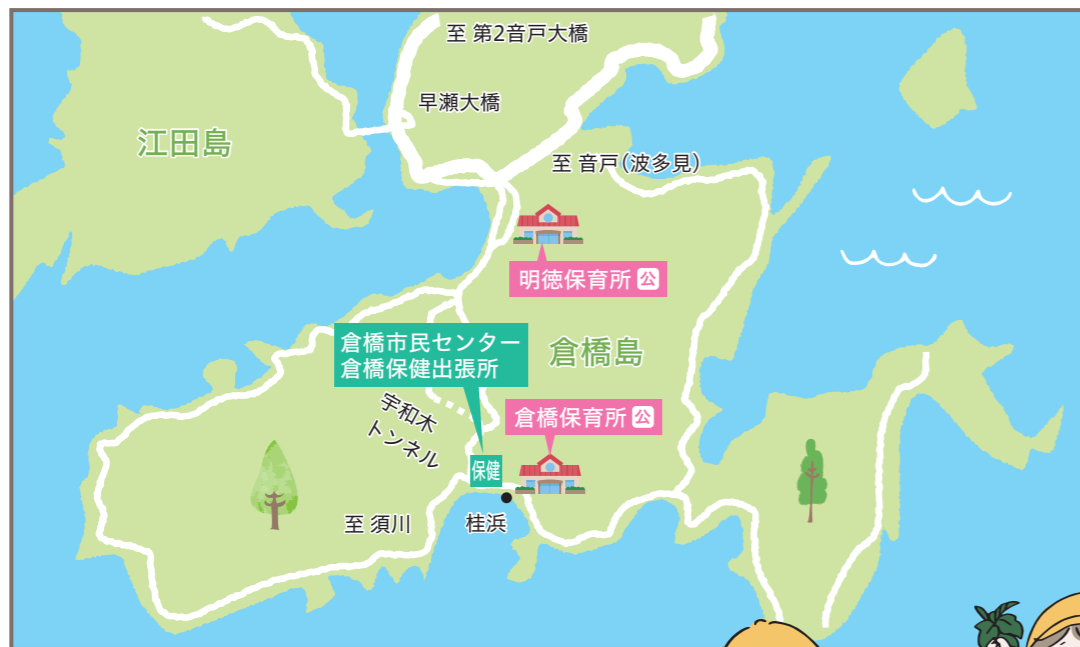 至 第2音戸大橋
早瀬大橋
江田島
至 音戸(波多見)
明徳保育所 公
倉橋市民センター
倉橋保健出張所
倉橋島
宇和木
トンネル
倉橋保育所 公
保健
至 須川
桂浜